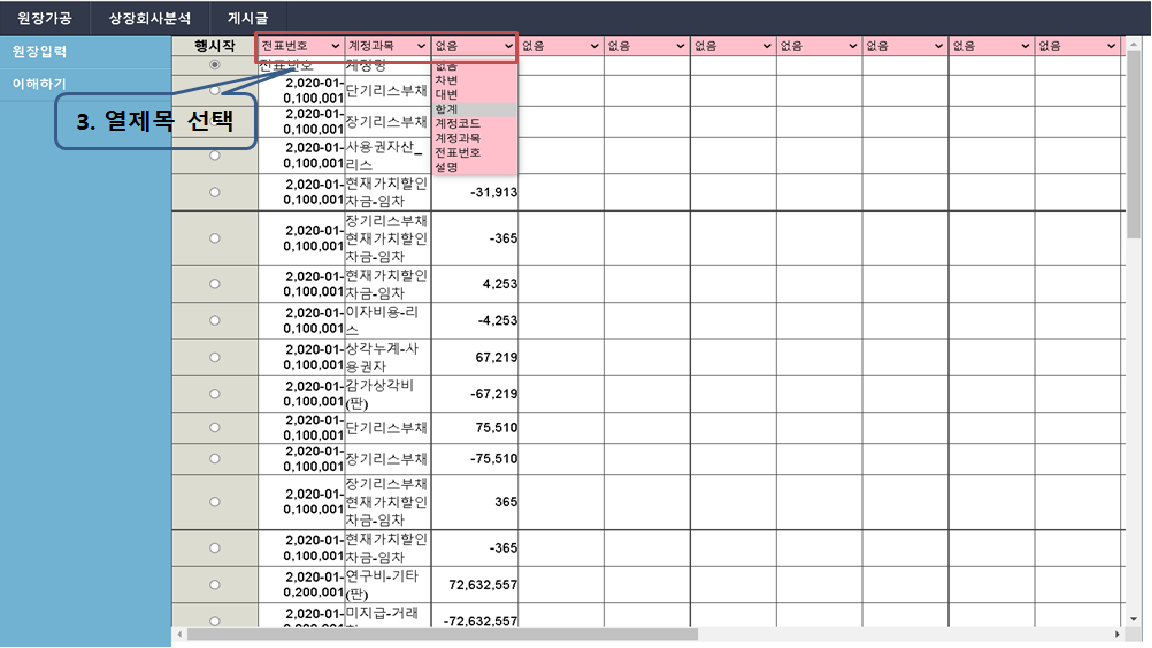 원장가공 상장회사분석 게시글
원장입력
이해하기
3. 열제목 선택
행시작 전표번호 계정과목 없음 없음 없음 없음 없음 없음 없음 없음
전표번호 계정명
없음
차변
대변
합계
계정코드
계정과목
전표번호
설명
2,020-01-
0,100,001 단기리스부채
2,020-01-
0,100,001 장기리스부채
2,020-01- 사용권자산_
0,100,001 리스
2,020-01- 현재가치할인
0,100,001 차금-임차 -31,913
장기리스부채
2,020-01- 현재가치할인 -365
0,100,001 차금-임차
2,020-01- 현재가치할인
0,100,001 차금-임차 4,253
2,020-01- 이자비용-리
0,100,001 스 -4,253
2,020-01- 상각누계-사
0,100,001 용권자 67,219
2,020-01- 감가상각비
0,100,001 (판) -67,219
2,020-01-
0,100,001 단기리스부채 75,510
2,020-01-
0,100,001 장기리스부채 -75,510
장기리스부채
2,020-01- 현재가치할인 365
0,100,001 차금-임차
2,020-01- 현재가치할인
0,100,001 차금-임차 -365
2,020-01- 연구비-기타
0,200,001 (판) 72,632,557
2,020-01- 미지급-거래
-72,632,557